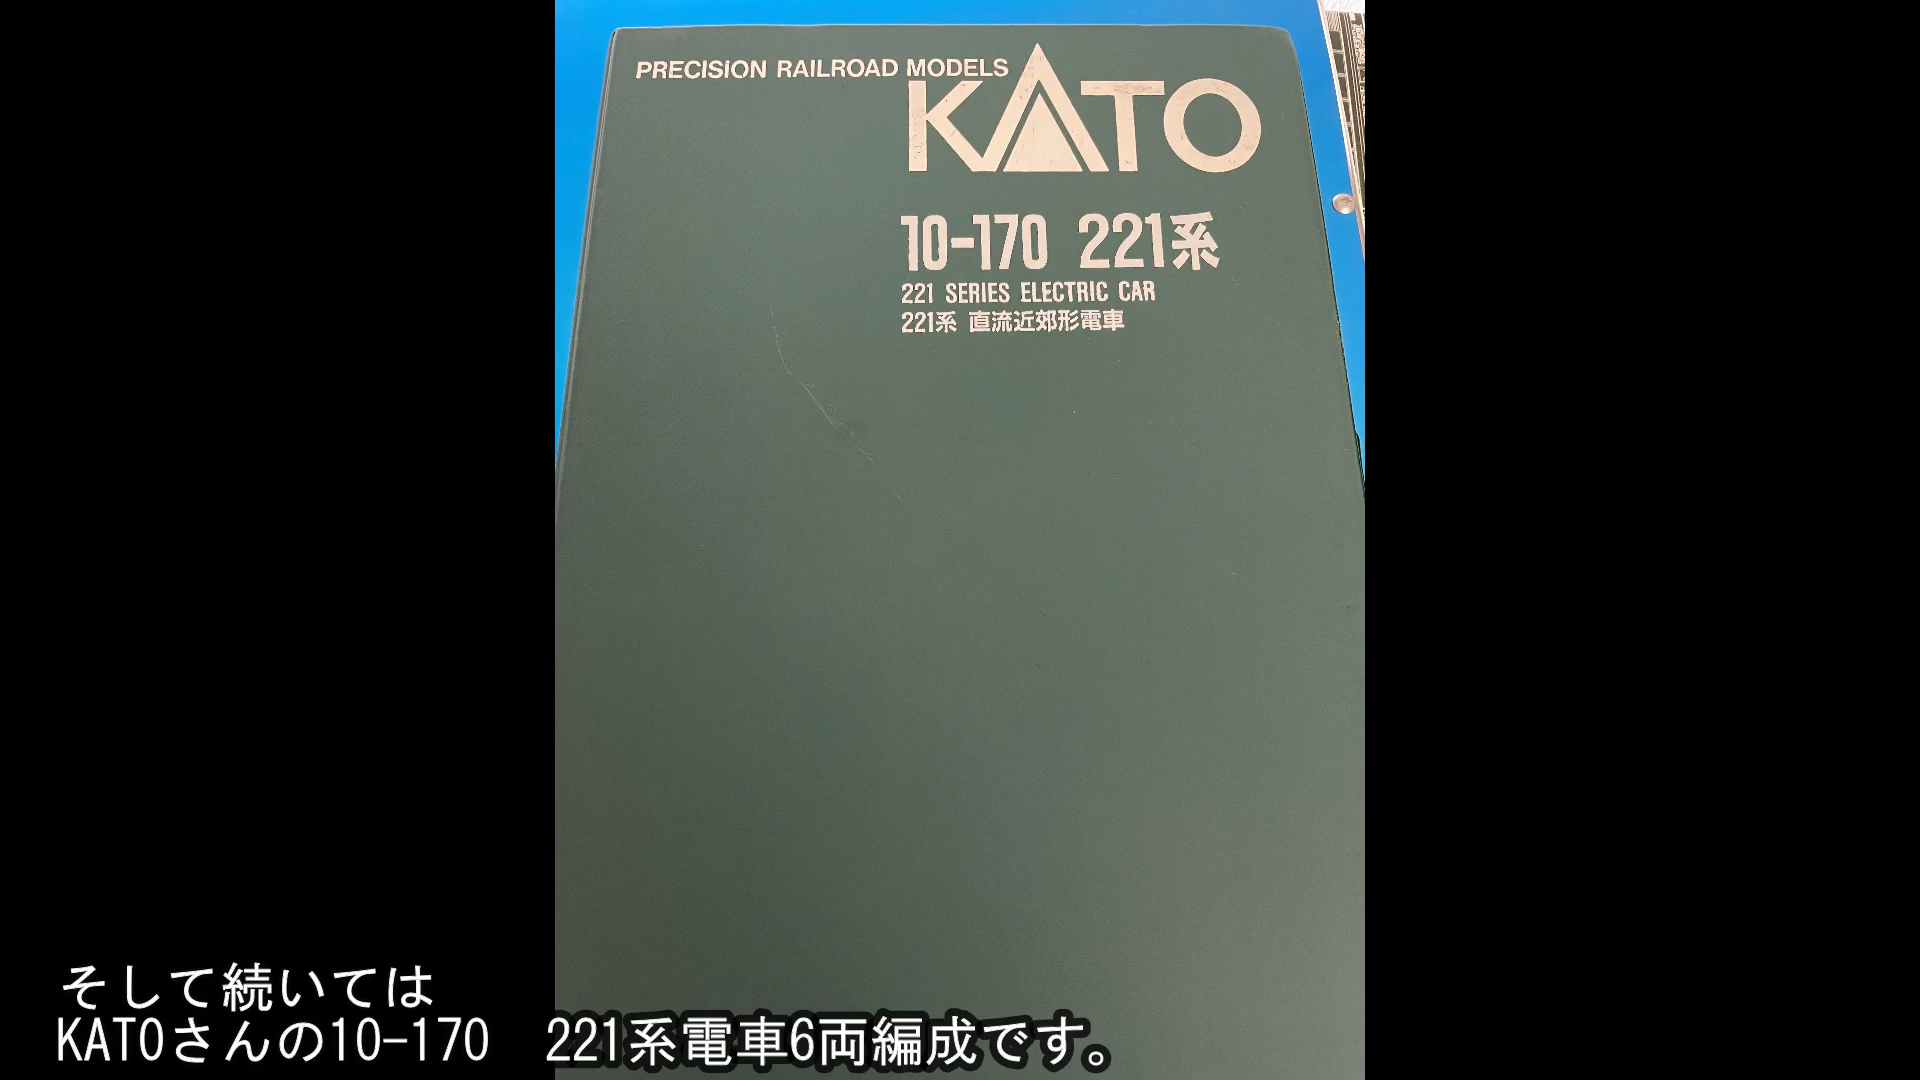 PRECISION RAILROAD MODELS
KATO
10-170 221系
221 SERIES ELECTRIC CAR
221系 直流近郊形電車
そして続いては
KATOさんの10-170　221系電車6両編成です。